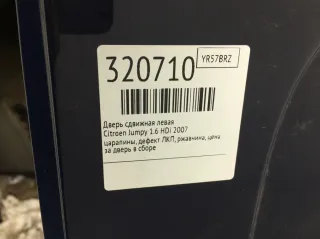 320710
YR57BRZ
Дверь сдвижная левая
Citroen Jumpy 1.6 HDi 2007
царапины, дефект ЛКП, ржавчина, цена
за дверь в сборе